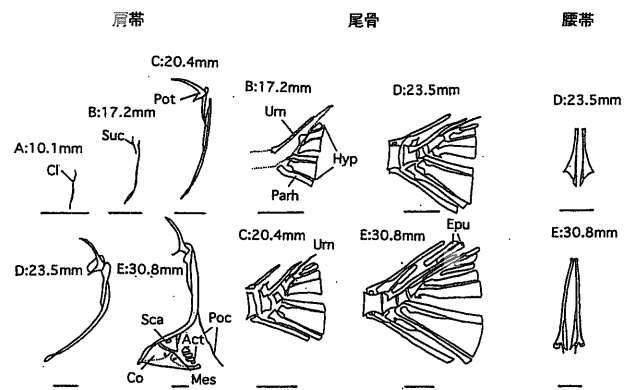 肩帯
尾骨
腰帯
C:20.4mm
Pot
B:17.2mm
Suc
A:10.1mm
Cl
B:17.2mm
Urn
Hyp
Parh
D:23.5mm
D:23.5mm
D:23.5mm
E:30.8mm
Sca
Act
Poc
Co
Mes
C:20.4mm
Urn
E:30.8mm
Epu
E:30.8mm